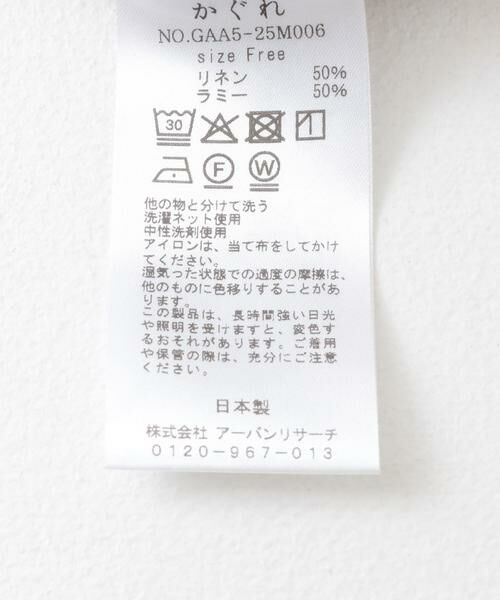 かぐれ
NO.GAA5-25M006
size Free
リネン 50%
ラミー 50%
30
F W
他の物と分けて洗う
洗濯ネット使用
中性洗剤使用
アイロンは、当て布をしてかけ
てください。
湿気った状態での過度の摩擦は、
他のものに色移りすることがあ
ります。
この製品は、長時間強い日光
や照明を受けますと、変色す
るおそれがあります。ご着用
や保管の際は、充分にご注意
ください。
日本製
株式会社 アーバンリサーチ
0120-967-013